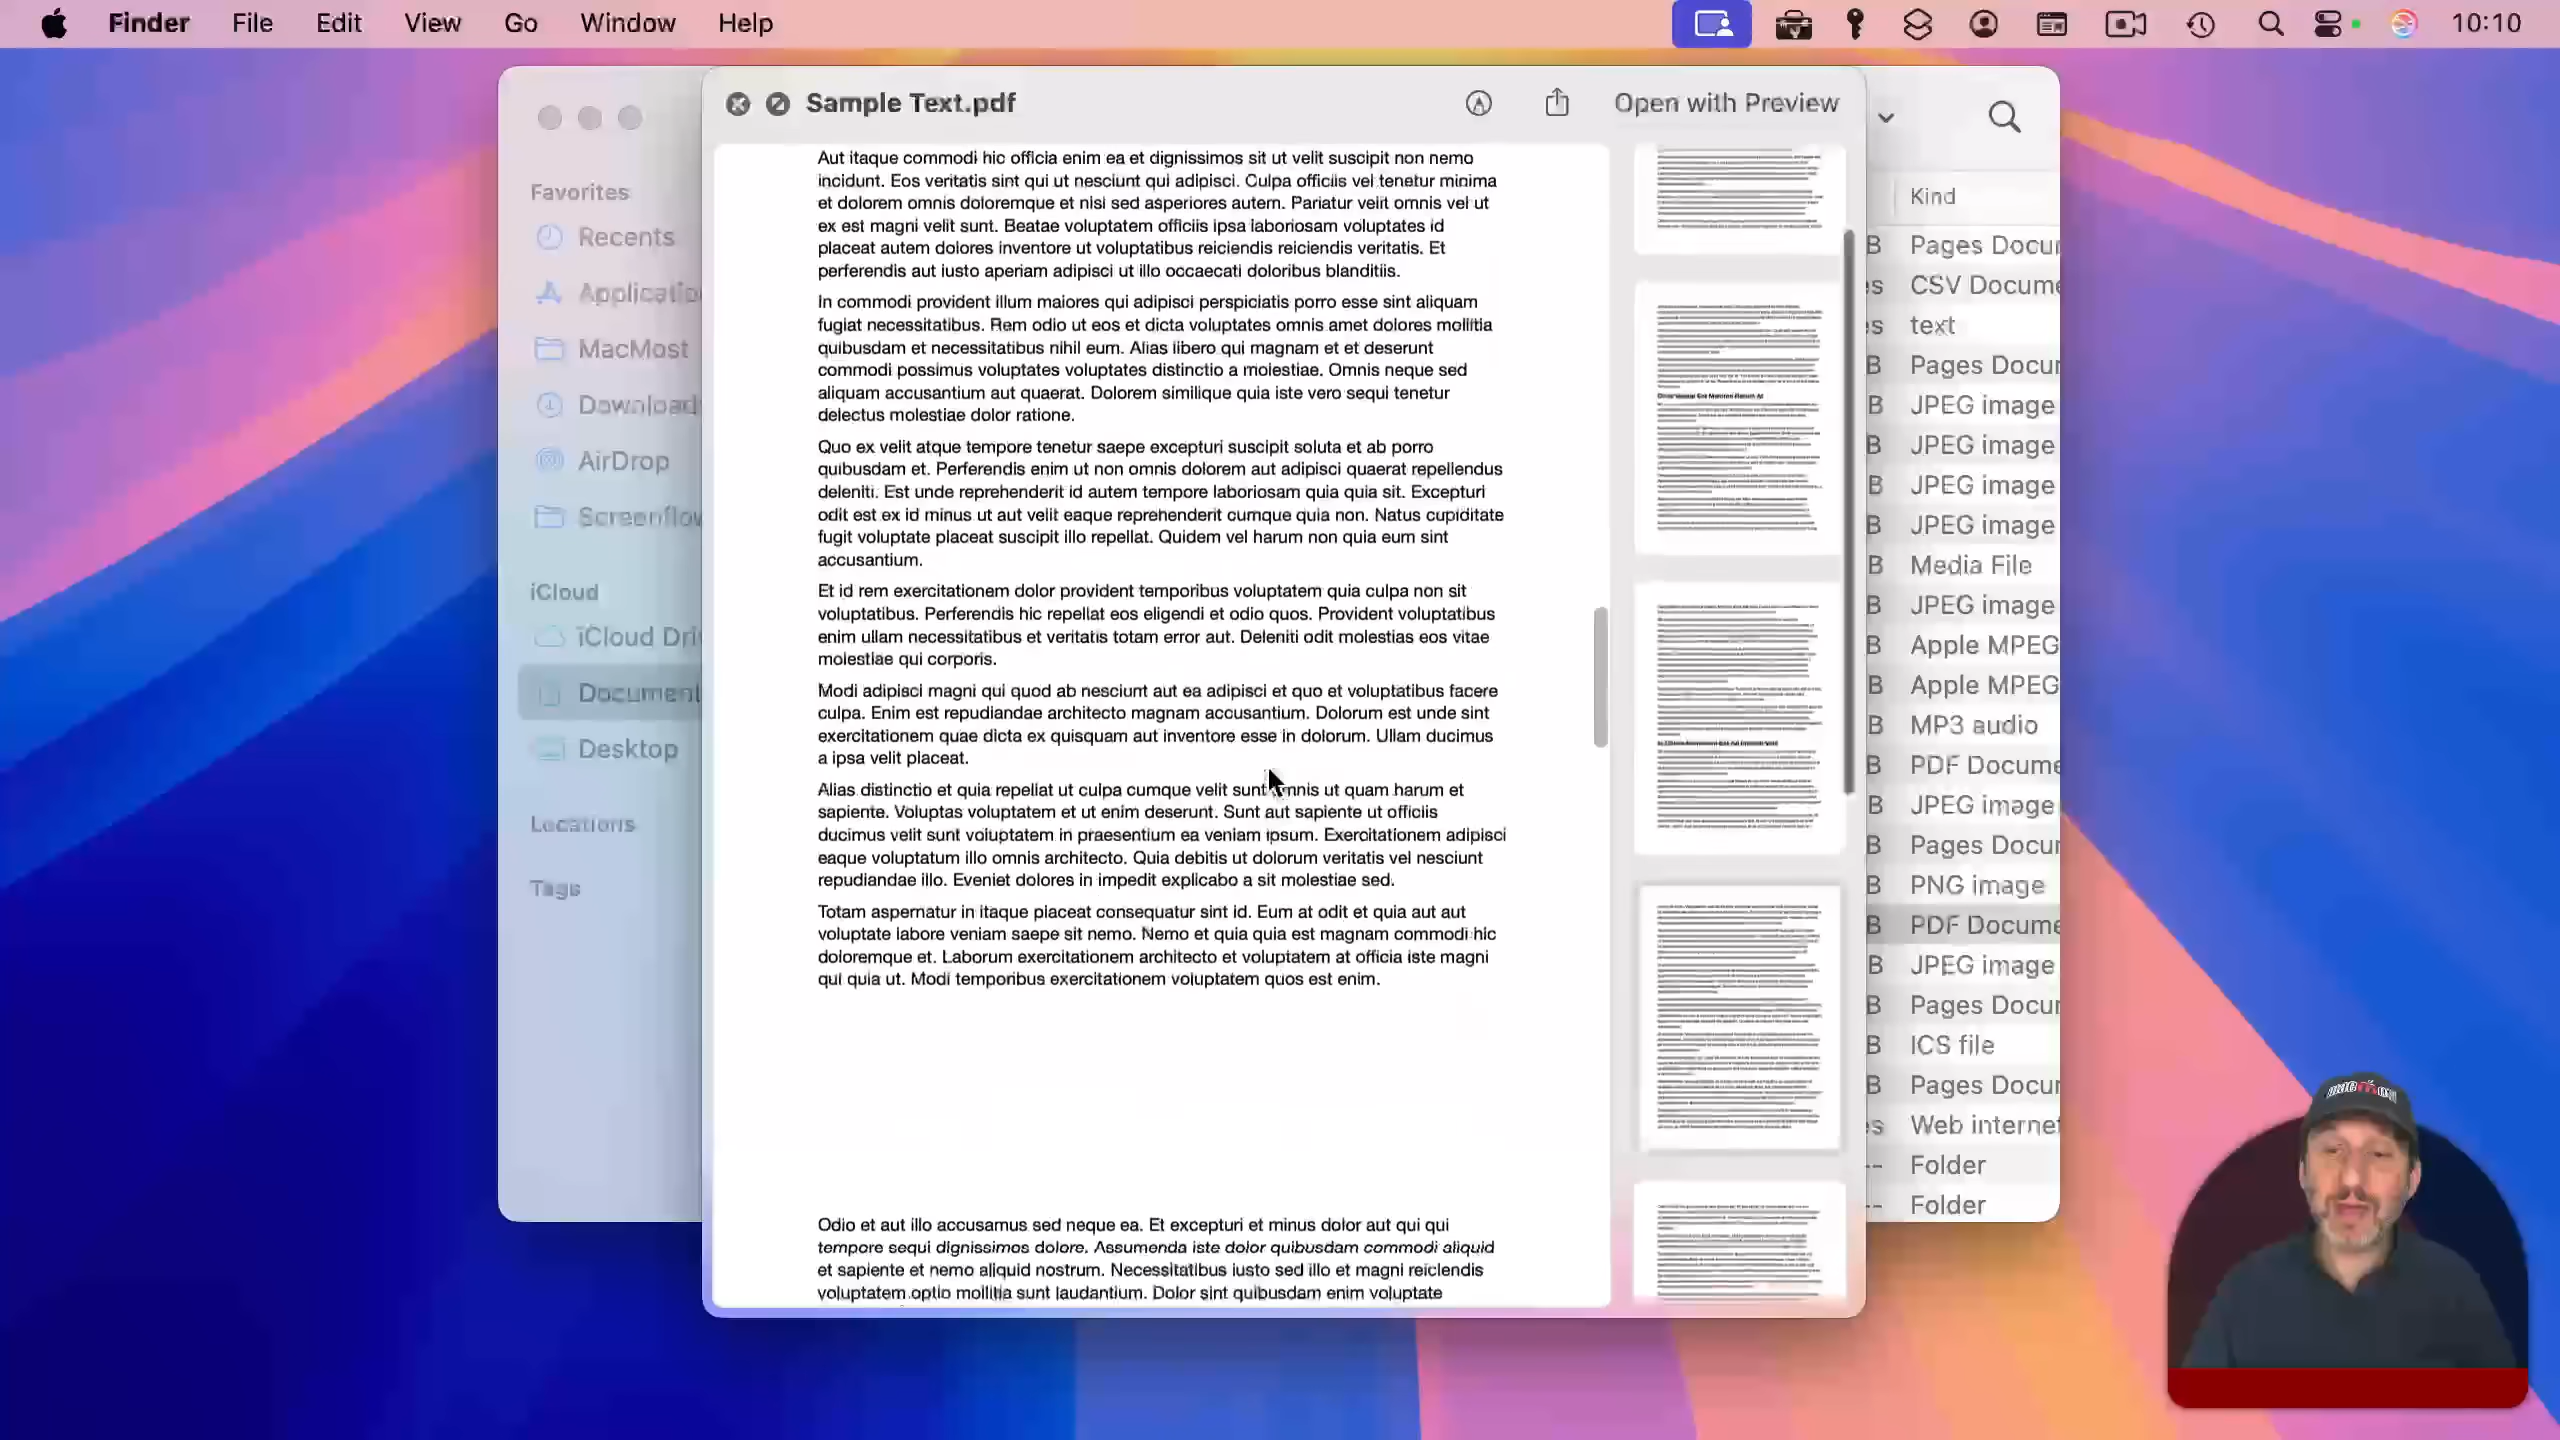 Finder File Edit View Go Window Help 10:10
Sample Text.pdf Open with Preview
Favorites
Recents
Applicatio
MacMost
Download
AirDrop
Screenflow
iCloud
iCloud Dri
Document
Desktop
Locations
Tags
Aut itaque commodi hic officia enim ea et dignissimos sit ut velit suscipit non nemo
incidunt. Eos veritatis sint qui ut nesciunt qui adipisci. Culpa officiis vel tenetur minima
et dolorem omnis doloremque et nisi sed asperiores autem. Pariatur velit omnis vel ut
ex est magni velit sunt. Beatae voluptatem officiis ipsa laboriosam voluptates id
placeat autem dolores inventore ut voluptatibus reiciendis reiciendis veritatis. Et
perferendis aut iusto aperiam adipisci ut illo occaecati doloribus blanditiis.
In commodi provident illum maiores qui adipisci perspiciatis porro esse sint aliquam
fugiat necessitatibus. Rem odio ut eos et dicta voluptates omnis amet dolores mollitia
quibusdam et necessitatibus nihil eum. Alias libero qui magnam et et deserunt
commodi possimus voluptates voluptates distinctio a molestiae. Omnis neque sed
aliquam accusantium aut quaerat. Dolorem similique quia iste vero sequi tenetur
delectus molestiae dolor ratione.
Quo ex velit atque tempore tenetur saepe excepturi suscipit soluta et ab porro
quibusdam et. Perferendis enim ut non omnis dolorem aut adipisci quaerat repellendus
deleniti. Est unde reprehenderit id autem tempore laboriosam quia quia sit. Excepturi
odit est ex id minus ut aut velit eaque reprehenderit cumque quia non. Natus cupiditate
fugit voluptate placeat suscipit illo repellat. Quidem vel harum non quia eum sint
accusantium.
Et id rem exercitationem dolor provident temporibus voluptatem quia culpa non sit
voluptatibus. Perferendis hic repellat eos eligendi et odio quos. Provident voluptatibus
enim ullam necessitatibus et veritatis totam error aut. Deleniti odit molestias eos vitae
molestiae qui corporis.
Modi adipisci magni qui quod ab nesciunt aut ea adipisci et quo et voluptatibus facere
culpa. Enim est repudiandae architecto magnam accusantium. Dolorum est unde sint
exercitationem quae dicta ex quisquam aut inventore esse in dolorum. Ullam ducimus
a ipsa velit placeat.
Alias distinctio et quia repellat ut culpa cumque velit sunt omnis ut quam harum et
sapiente. Voluptas voluptatem et ut enim deserunt. Sunt aut sapiente ut officiis
ducimus velit sunt voluptatem in praesentium ea veniam ipsum. Exercitationem adipisci
eaque voluptatum illo omnis architecto. Quia debitis ut dolorum veritatis vel nesciunt
repudiandae illo. Eveniet dolores in impedit explicabo a sit molestiae sed.
Totam aspernatur in itaque placeat consequatur sint id. Eum at odit et quia aut aut
voluptate labore veniam saepe sit nemo. Nemo et quia quia est magnam commodi hic
doloremque et. Laborum exercitationem architecto et voluptatem at officia iste magni
qui quia ut. Modi temporibus exercitationem voluptatem quos est enim.
Odio et aut illo accusamus sed neque ea. Et excepturi et minus dolor aut qui qui
tempore sequi dignissimos dolore. Assumenda iste dolor quibusdam commodi aliquid
et sapiente et nemo aliquid nostrum. Necessitatibus iusto sed illo et magni reiciendis
voluptatem optio mollitia sunt laudantium. Dolor sint quibusdam enim voluptate
Kind
B Pages Docur
es CSV Docume
es text
B Pages Docur
B JPEG image
B JPEG image
B JPEG image
B JPEG image
B Media File
B JPEG image
B Apple MPEG
B Apple MPEG
B MP3 audio
B PDF Docume
B JPEG image
B Pages Docur
B PNG image
B PDF Docume
B JPEG image
B Pages Docur
B ICS file
B Pages Docur
es Web internet
-- Folder
-- Folder
macmost